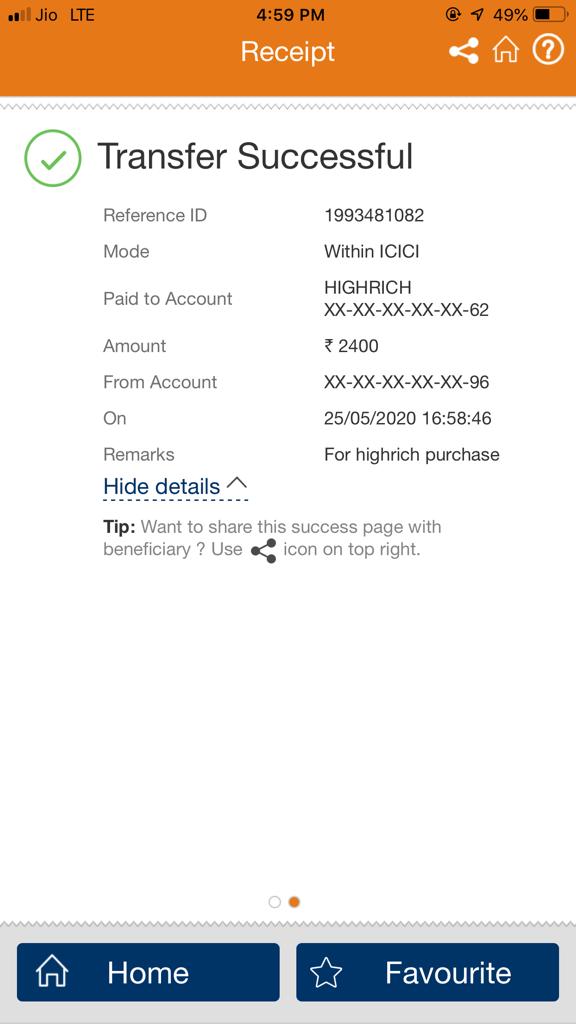 Jio LTE 4:59 PM 49%
Receipt
Transfer Successful
Reference ID 1993481082
Mode Within ICICI
Paid to Account HIGHRICH
XX-XX-XX-XX-XX-62
Amount ₹ 2400
From Account XX-XX-XX-XX-XX-96
On 25/05/2020 16:58:46
Remarks For highrich purchase
Hide details
Tip: Want to share this success page with
beneficiary ? Use icon on top right.
Home Favourite